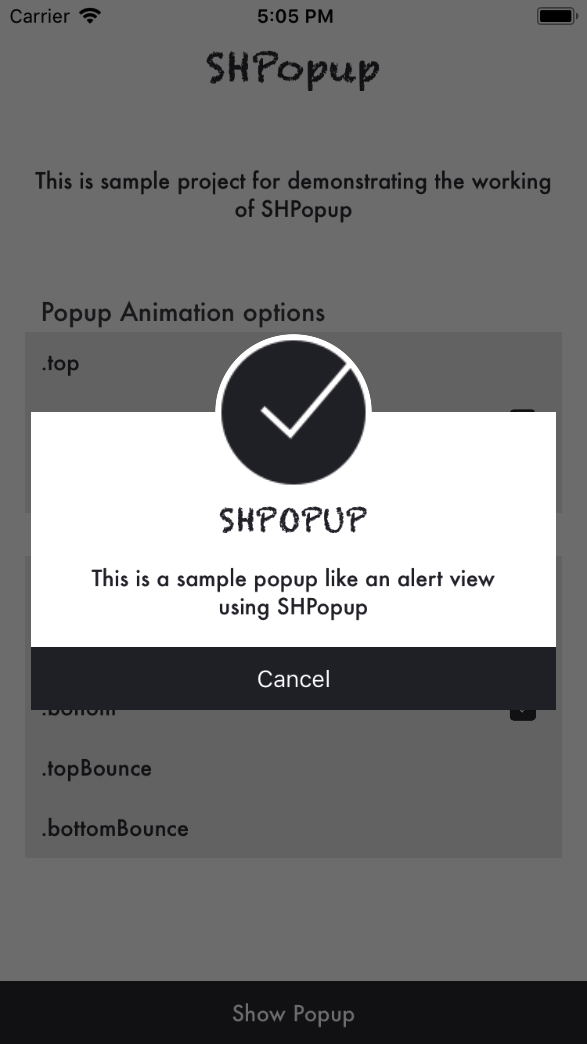 Carrier 5:05 PM
SHPopup
This is sample project for demonstrating the working
of SHPopup
Popup Animation options
.top
SHPOPUP
This is a sample popup like an alert view
using SHPopup
Cancel
.bottom
.topBounce
.bottomBounce
Show Popup